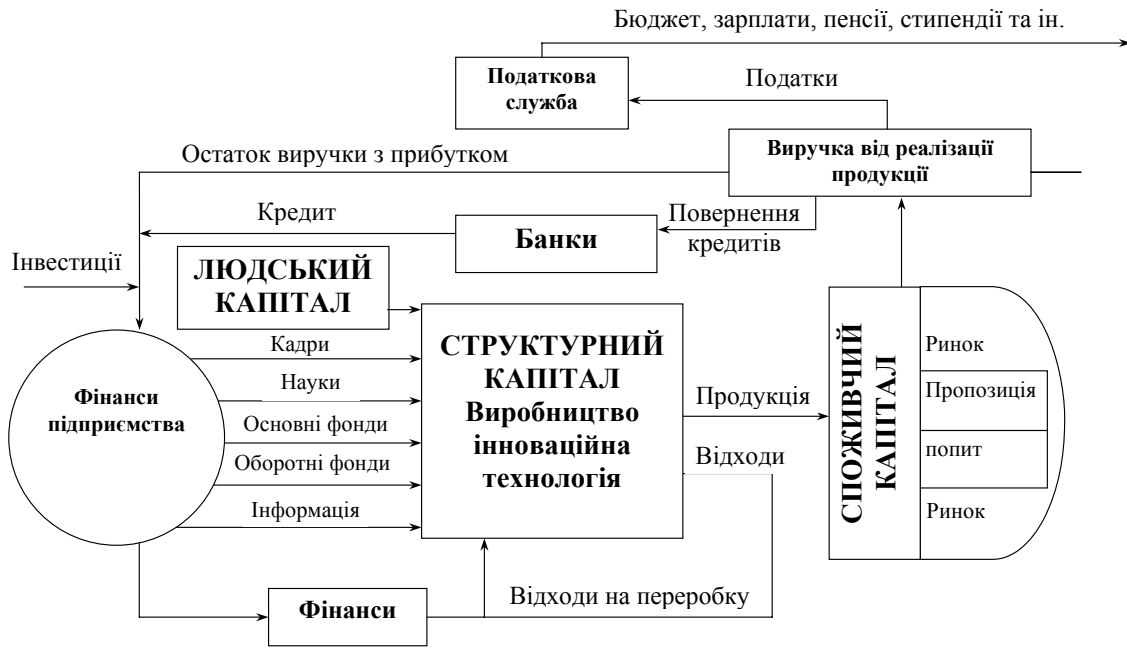 Бюджет, зарплати, пенсії, стипендії та ін.
Податкова
служба
Податки
Остаток виручки з прибутком
Виручка від реалізації
продукції
Кредит
Банки
Повернення
кредитів
Інвестиції
ЛЮДСЬКИЙ
КАПІТАЛ
Фінанси
підприємства
Кадри
Науки
Основні фонди
Оборотні фонди
Інформація
СТРУКТУРНИЙ
КАПІТАЛ
Виробництво
інноваційна
технологія
Продукція
Відходи
СПОЖИВЧИЙ
КАПІТАЛ
Ринок
Пропозиція
попит
Ринок
Фінанси
Відходи на переробку